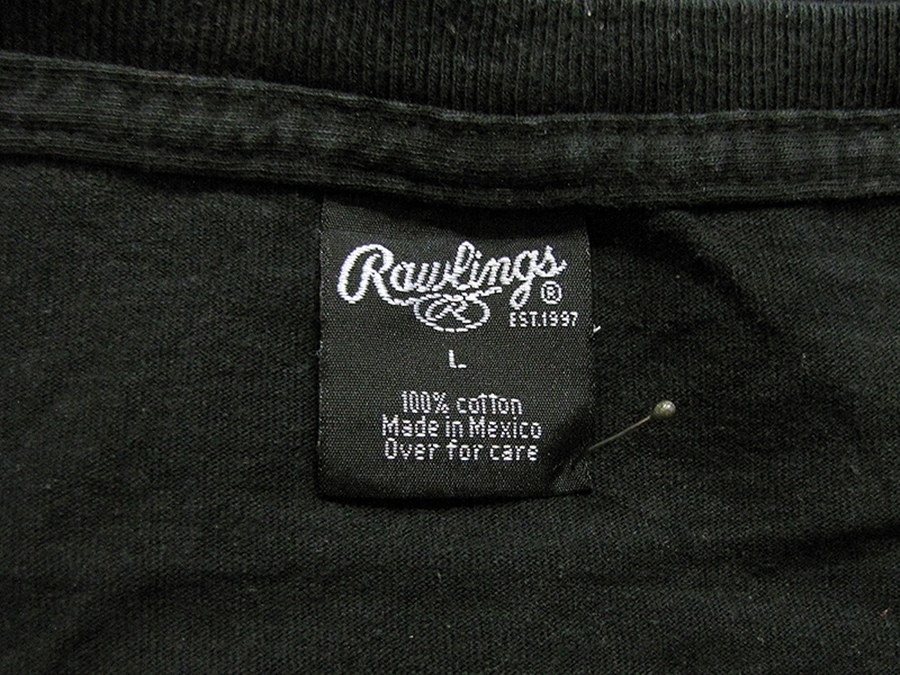 Rawlings ®
R
EST.1997
L
100% cotton
Made in Mexico
Over for care